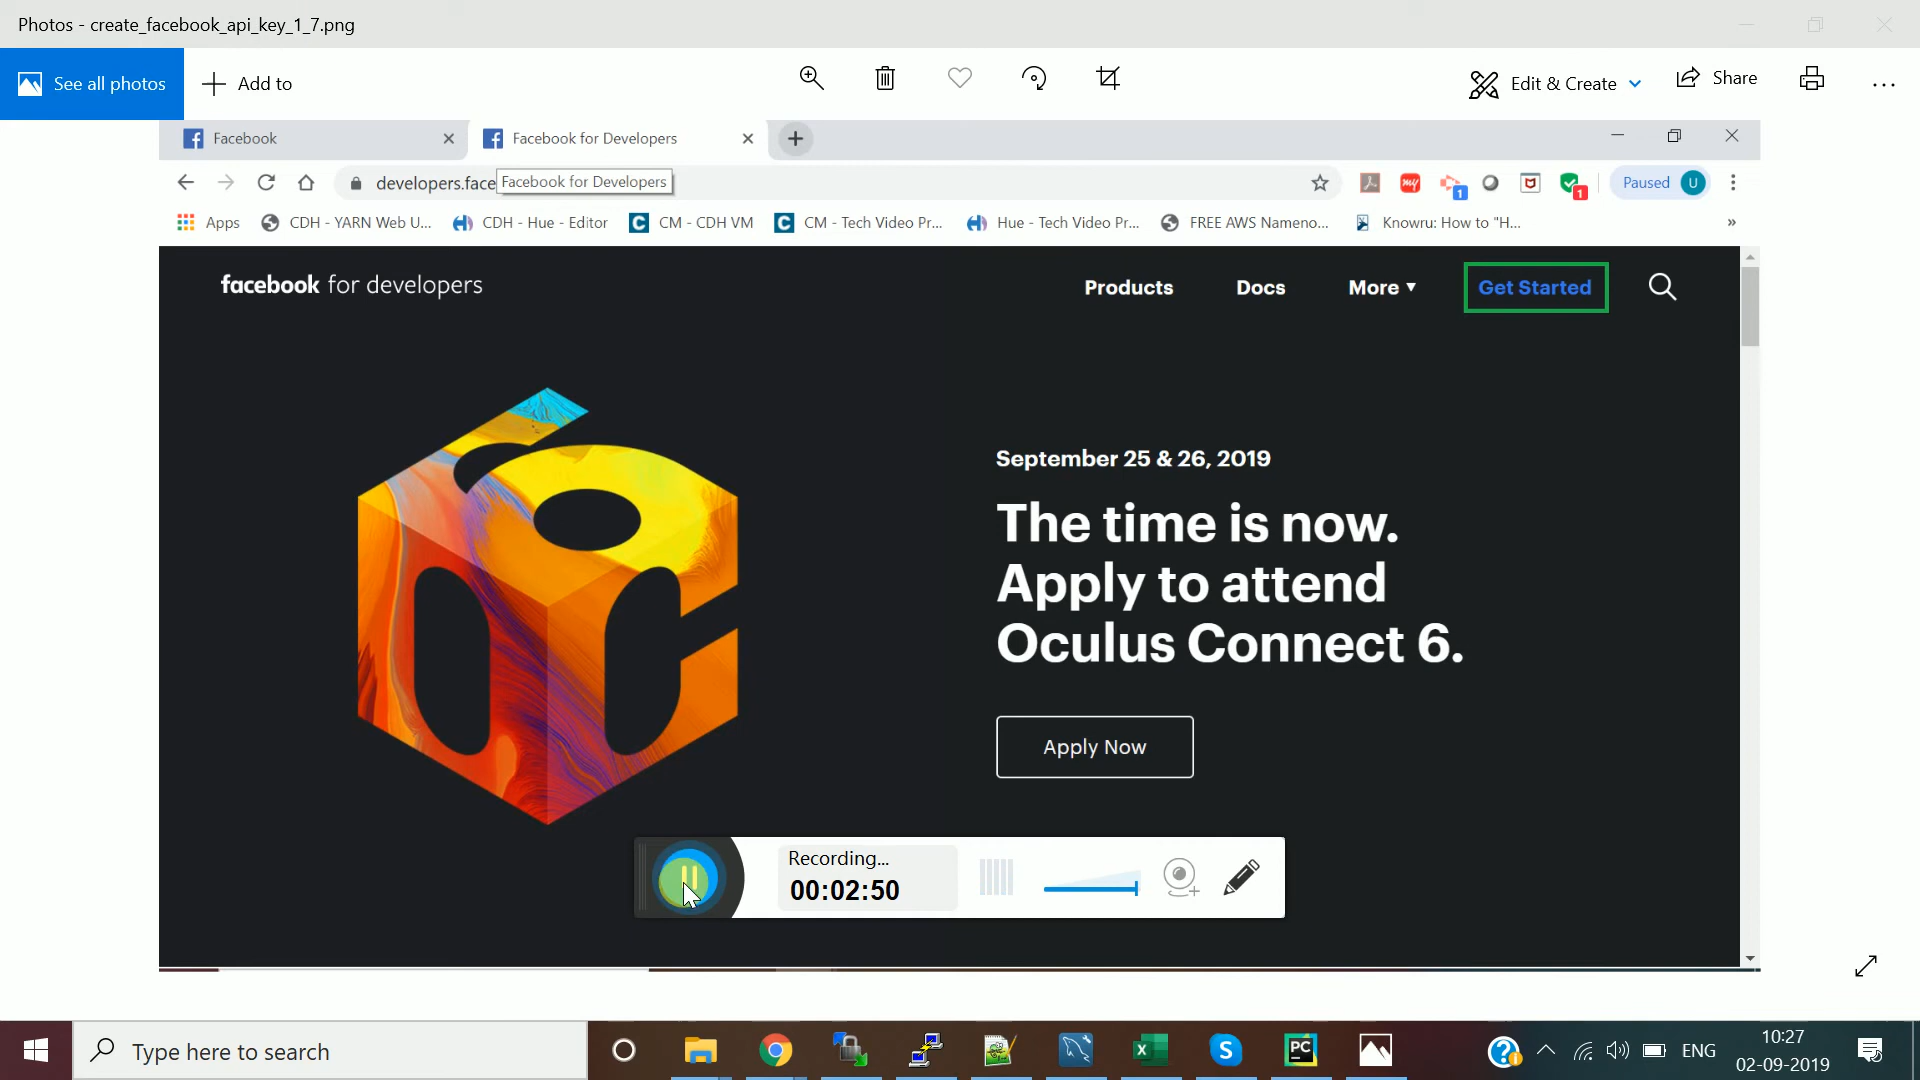 Photos - create_facebook_api_key_1_7.png
See all photos
Add to
Edit & Create
Share
Facebook
Facebook for Developers
developers.face
Facebook for Developers
1
1
Paused
U
Apps
CDH - YARN Web U...
CDH - Hue - Editor
CM - CDH VM
CM - Tech Video Pr...
Hue - Tech Video Pr...
FREE AWS Nameno...
Knowru: How to "H...
»
facebook for developers
Products
Docs
More
Get Started
September 25 & 26, 2019
The time is now.
Apply to attend
Oculus Connect 6.
Apply Now
Recording...
00:02:50
Type here to search
ENG
10:27
02-09-2019